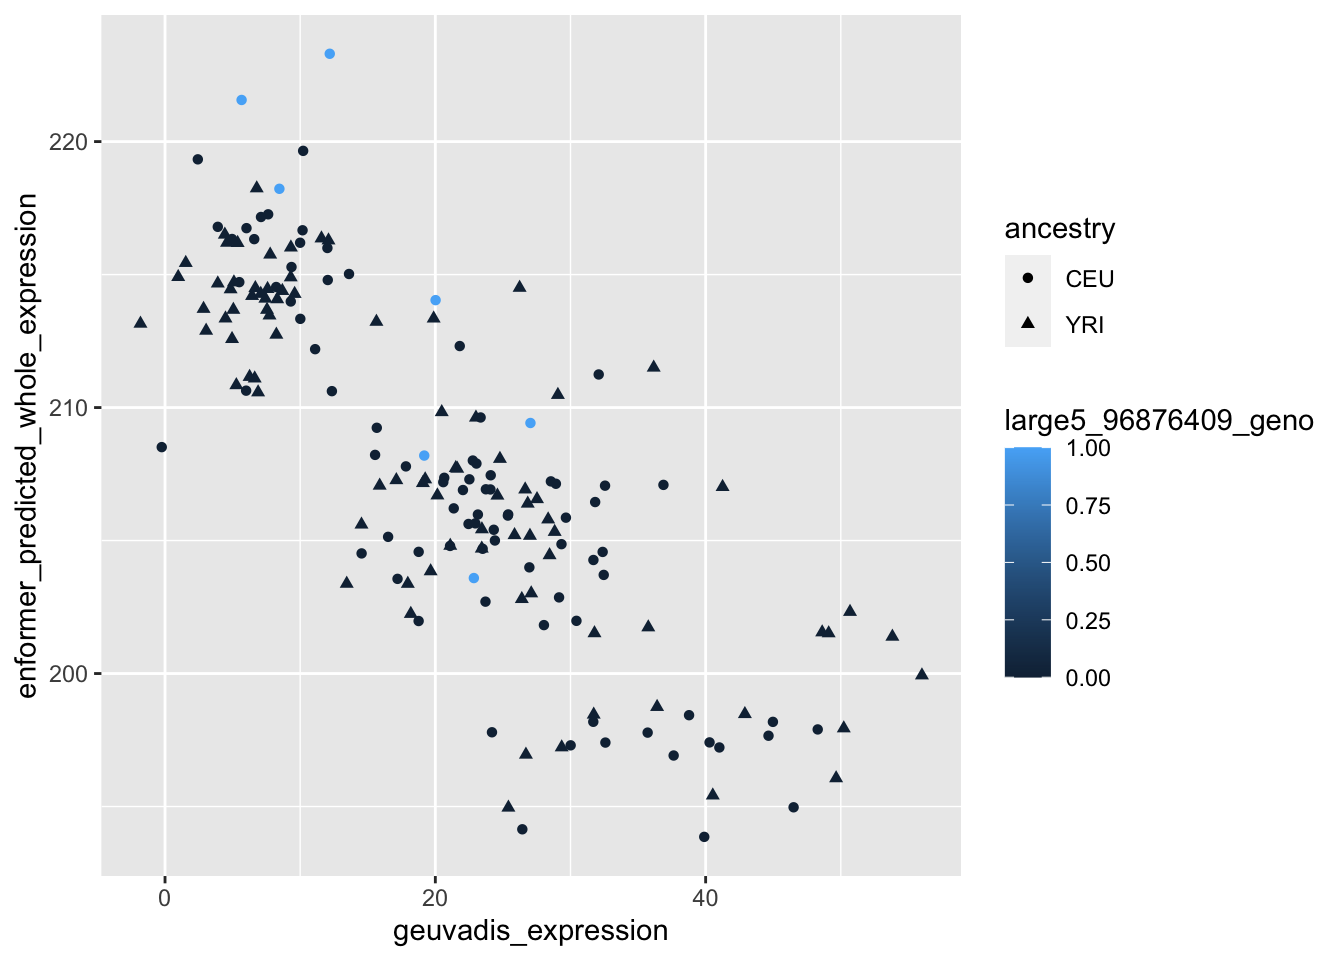 220
210
200
0
20
40
geuvadis_expression
enformer_predicted_whole_expression
ancestry
CEU
YRI
large5_96876409_geno
1.00
0.75
0.50
0.25
0.00